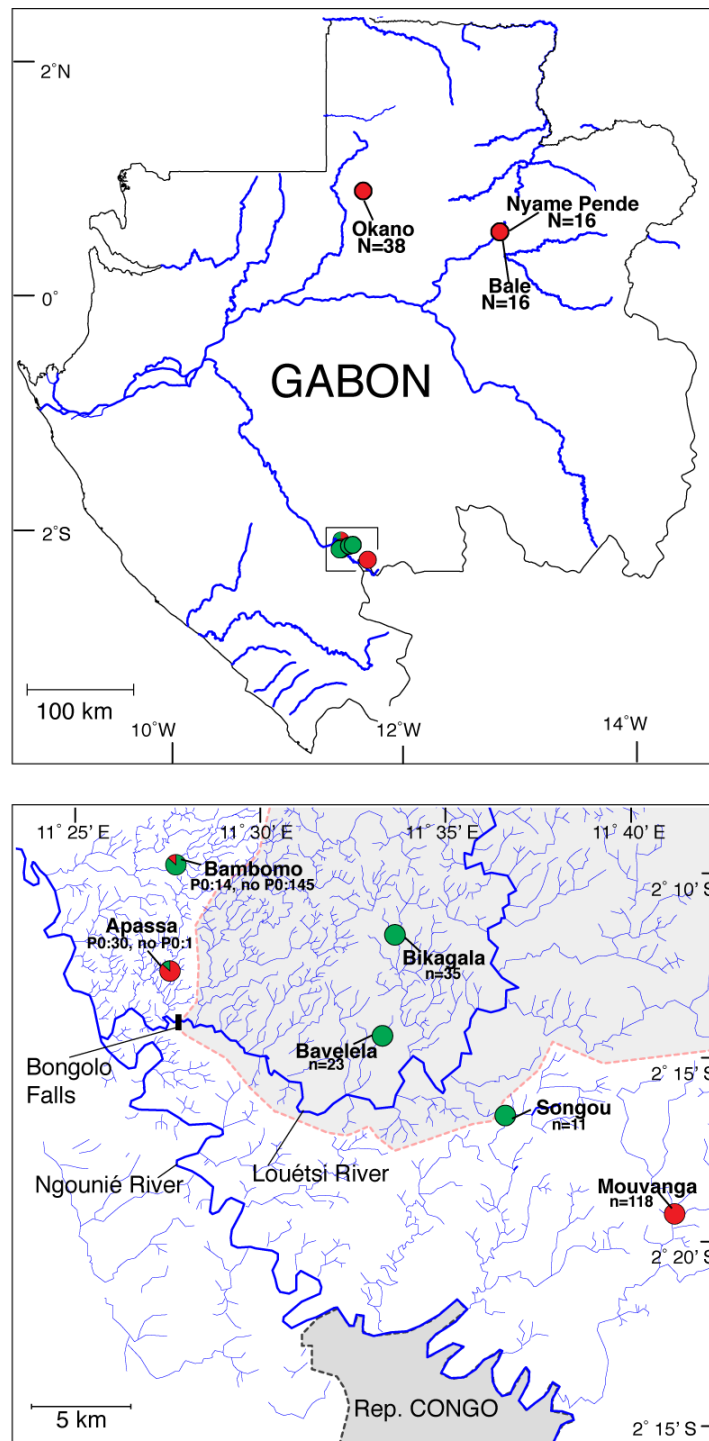 2°N
Okano
N=38
Nyame Pende
N=16
Bale
N=16
0°
GABON
2°S
100 km
10°W
12°W
14°W
11° 25' E
11° 30' E
11° 35' E
11° 40' E
Bambomo
P0:14, no P0:145
2° 10' S
Apassa
P0:30, no P0:1
Bikagala
n=35
Bongolo
Falls
Bavelela
n=23
2° 15' S
Songou
n=11
Ngounié River
Louétsi River
Mouvanga
n=118
2° 20' S
5 km
Rep. CONGO
2° 15' S